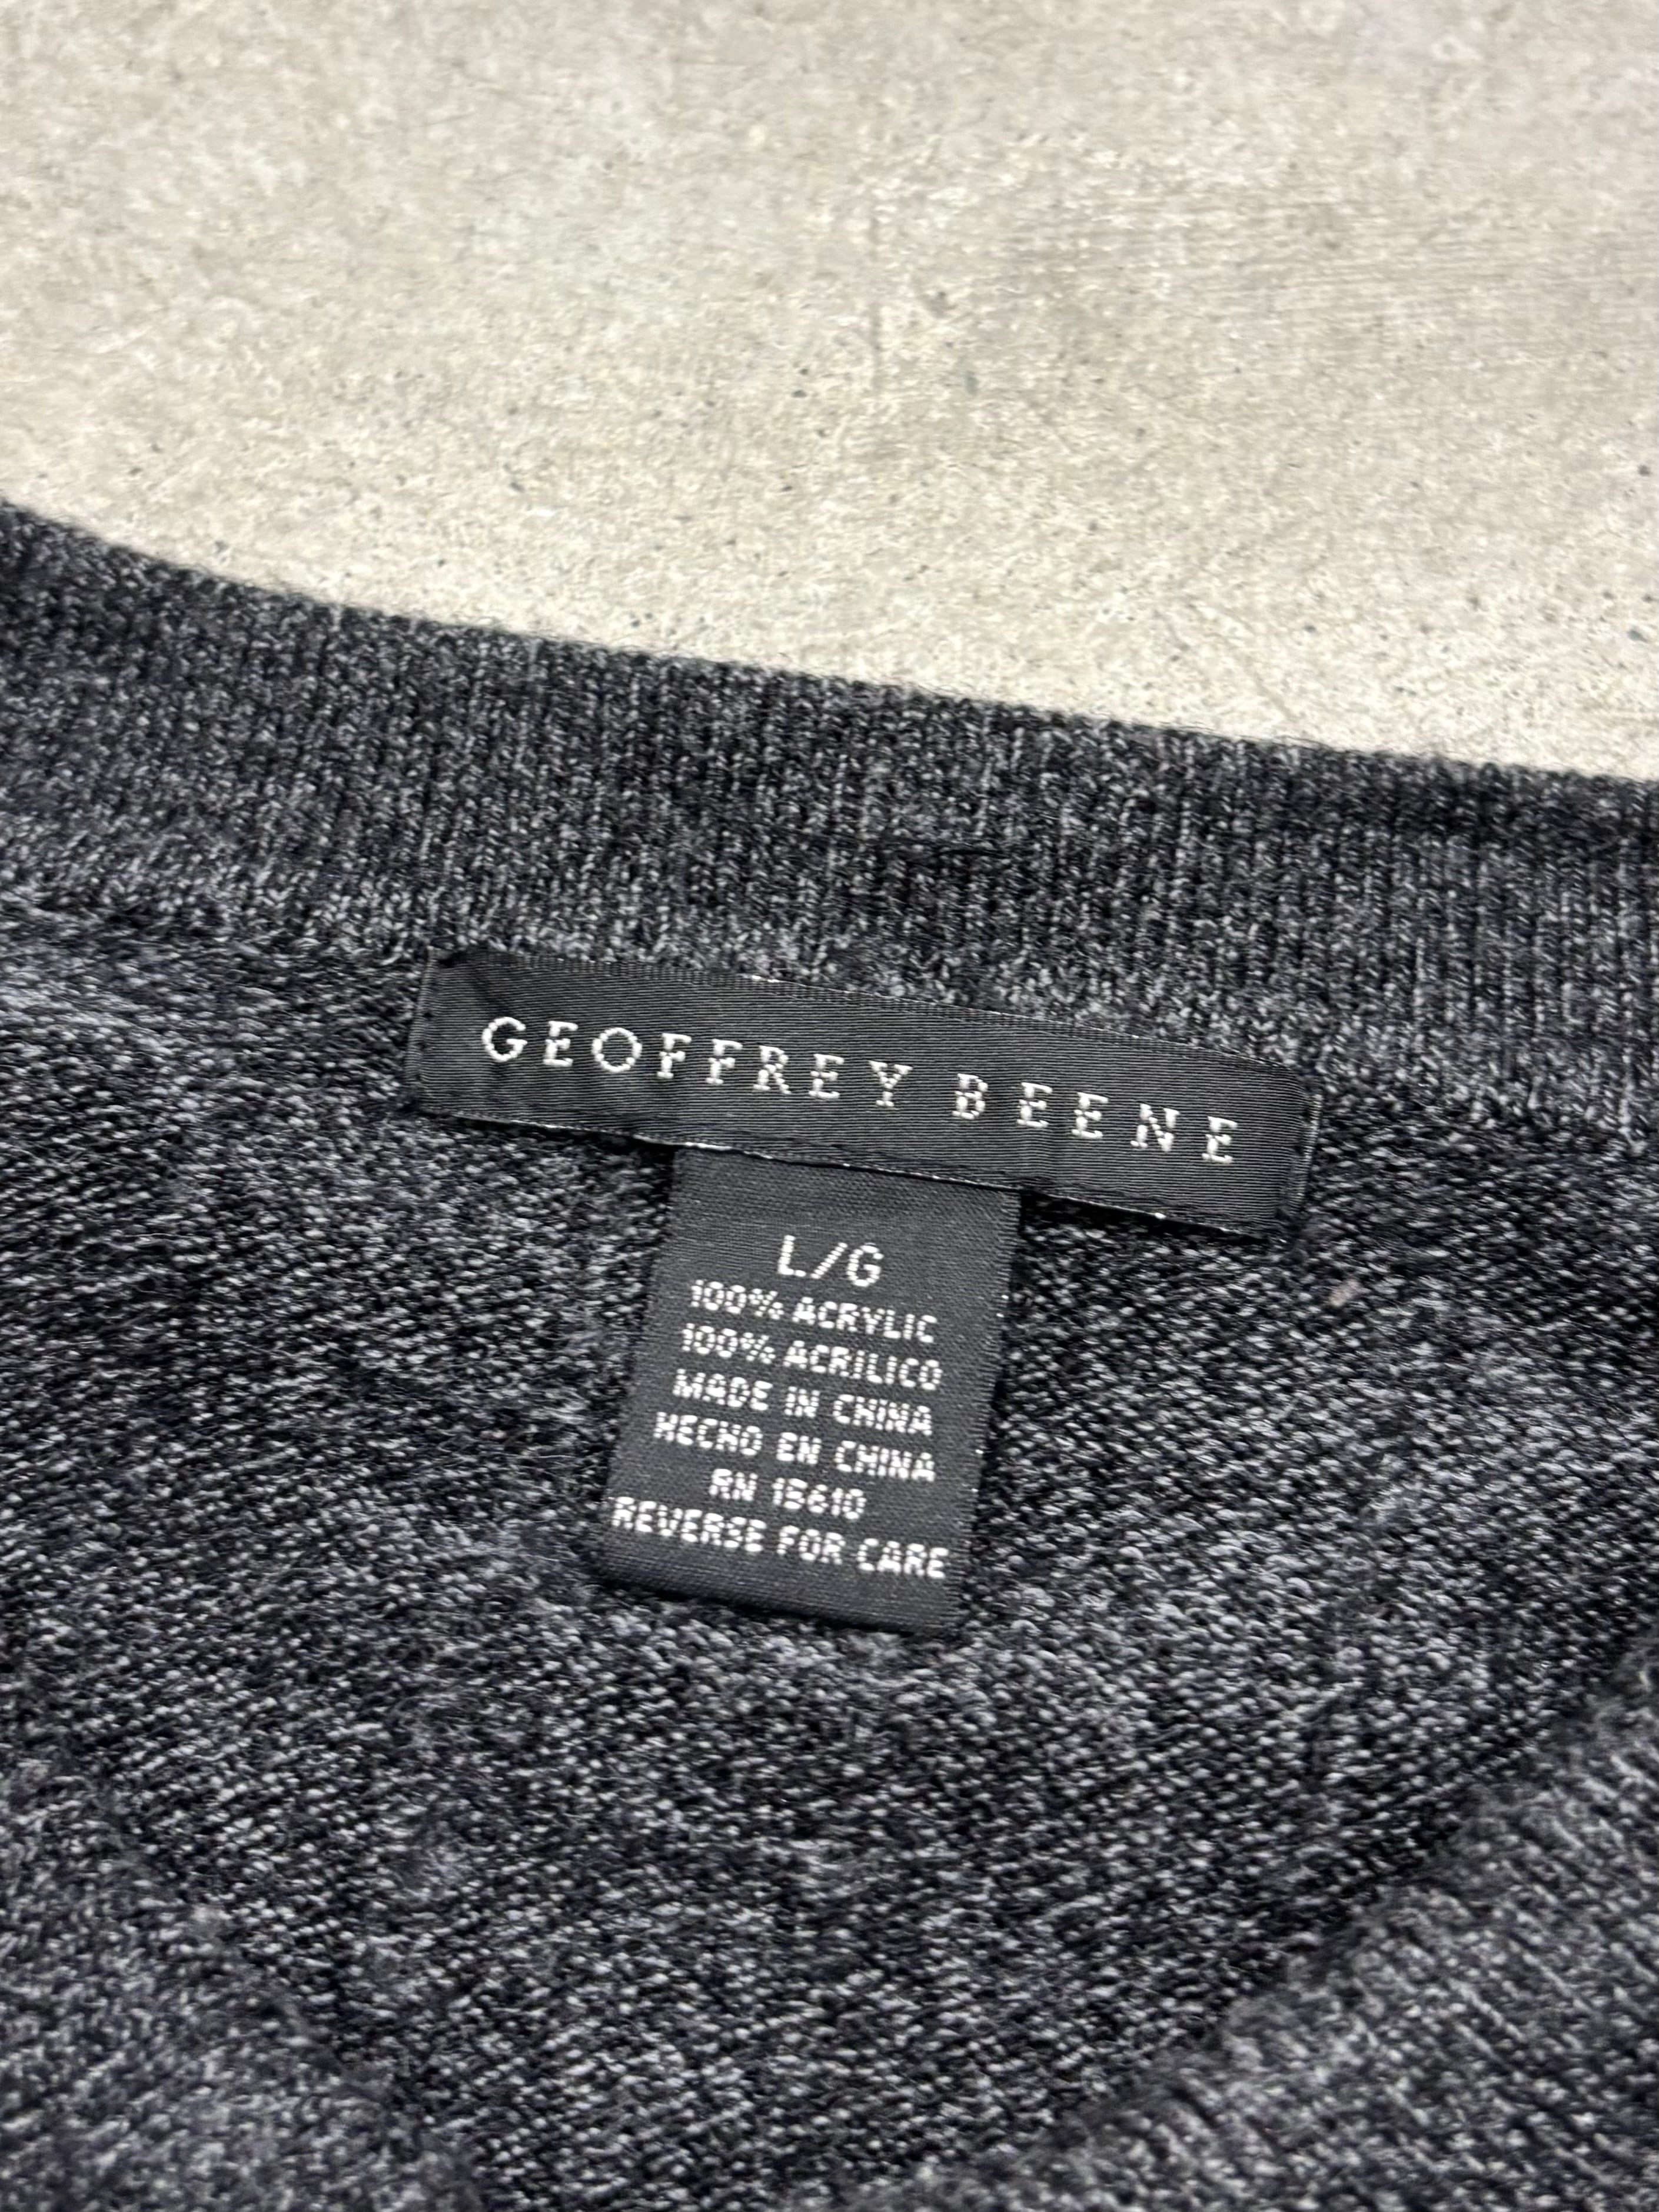 GEOFFREY BEENE
L/G
100% ACRYLIC
100% ACRILICO
MADE IN CHINA
HECHO EN CHINA
RN 15610
REVERSE FOR CARE